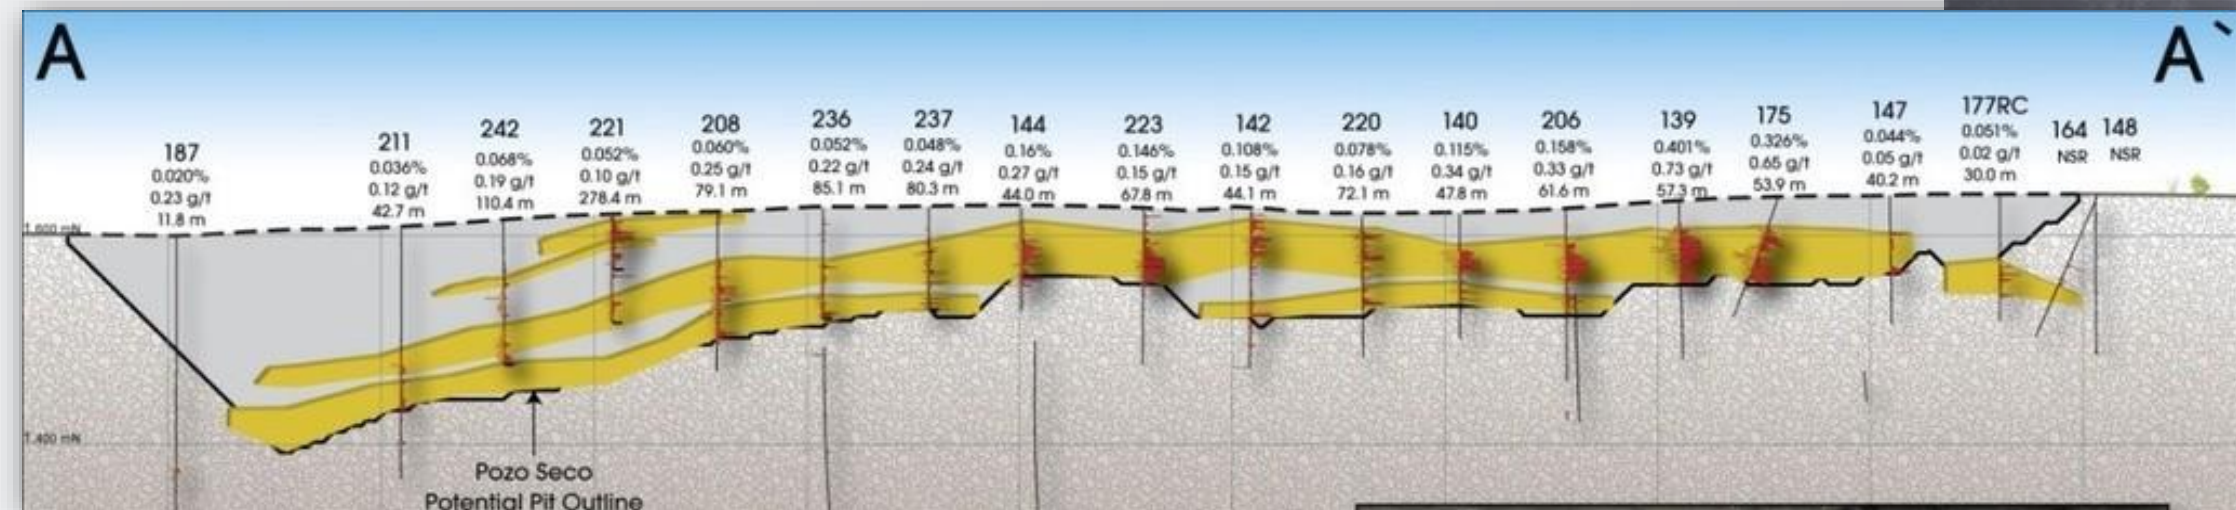 A
A`
187
0.020%
0.23 g/t
11.8 m
211
0.036%
0.12 g/t
42.7 m
242
0.068%
0.19 g/t
110.4 m
221
0.052%
0.10 g/t
278.4 m
208
0.060%
0.25 g/t
79.1 m
236
0.052%
0.22 g/t
85.1 m
237
0.048%
0.24 g/t
80.3 m
144
0.16%
0.27 g/t
44.0 m
223
0.146%
0.15 g/t
67.8 m
142
0.108%
0.15 g/t
44.1 m
220
0.078%
0.16 g/t
72.1 m
140
0.115%
0.34 g/t
47.8 m
206
0.158%
0.33 g/t
61.6 m
139
0.401%
0.73 g/t
57.3 m
175
0.326%
0.65 g/t
53.9 m
147
0.044%
0.05 g/t
40.2 m
177RC
0.051%
0.02 g/t
30.0 m
164
NSR
148
NSR
1,600 mN
1,400 mN
Pozo Seco
Potential Pit Outline